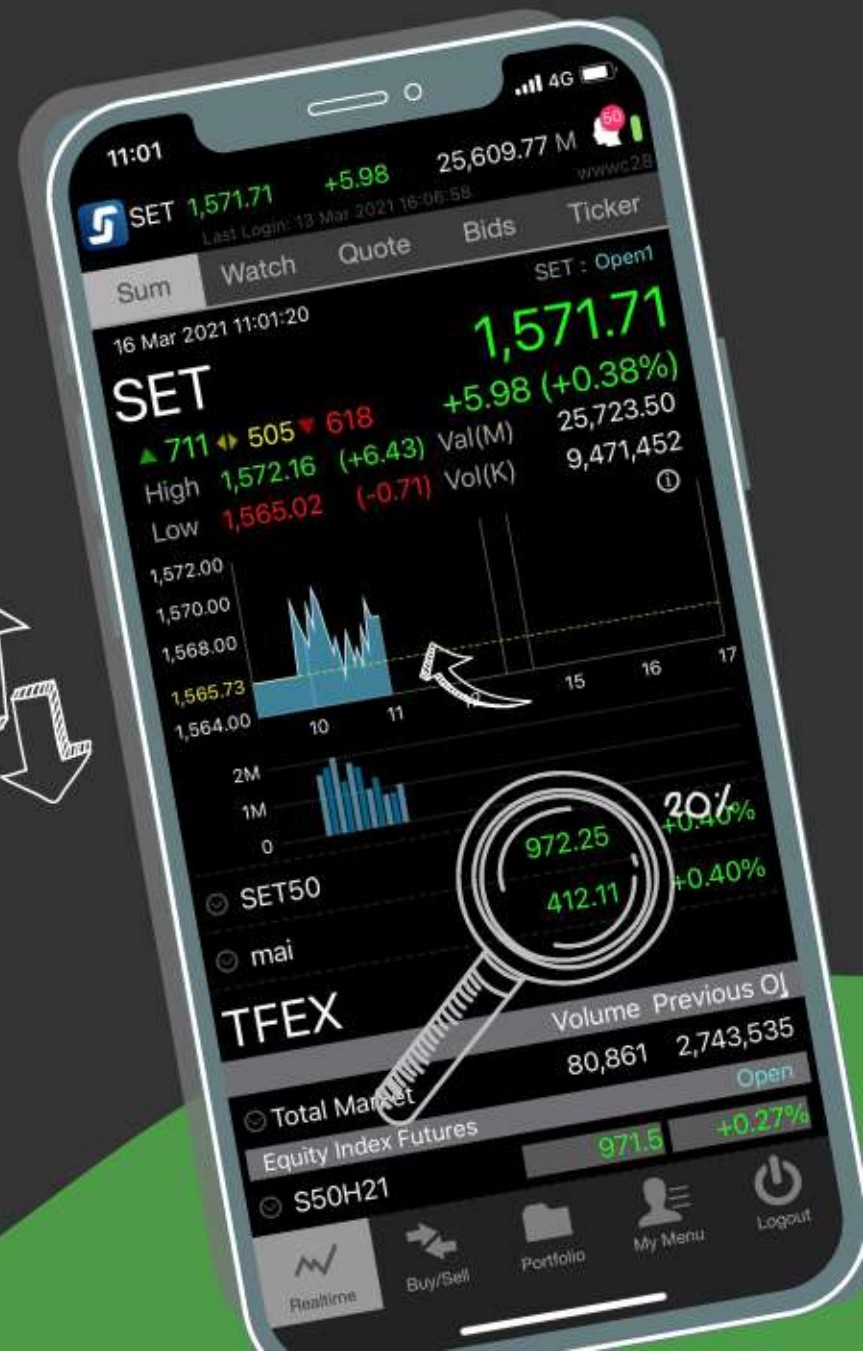 11:01
4G
SET 1,571.71 +5.98 25,609.77 M 50
Last Login: 13 Mar 2021 16:06:58 wwwc28
Sum Watch Quote Bids Ticker
16 Mar 2021 11:01:20 SET : Open1
SET 1,571.71
+5.98 (+0.38%)
711 505 618
High 1,572.16 (+6.43) Val(M) 25,723.50
Low 1,565.02 (-0.71) Vol(K) 9,471,452
1,572.00
1,570.00
1,568.00
1,565.73
1,564.00
10 11 15 16 17
2M
1M
0
20%
SET50 972.25 +0.40%
mai 412.11 +0.40%
TFEX
Volume Previous OI
Total Market 80,861 2,743,535
Equity Index Futures Open
S50H21 971.5 +0.27%
Realtime Buy/Sell Portfolio My Menu Logout